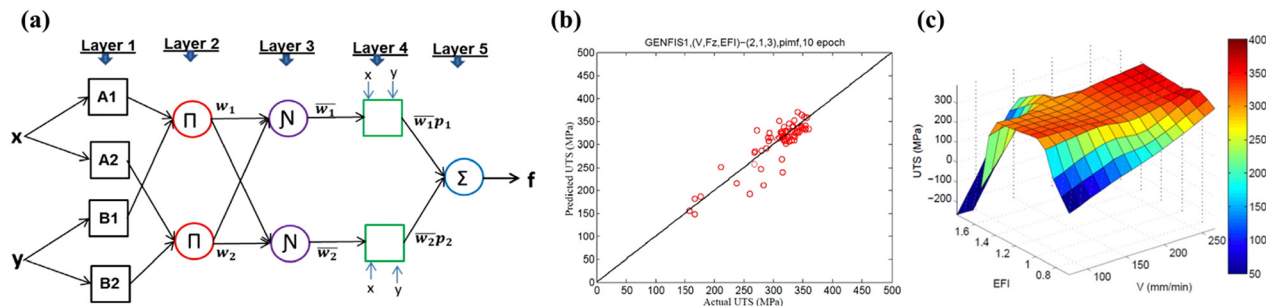 (a)
Layer 1
Layer 2
Layer 3
Layer 4
Layer 5
x y
A1
A2
B1
B2
x
y
Π
Π
w₁
w₂
N
N
w̅₁
w̅₂
w̅₁p₁
w̅₂p₂
x y
Σ
f
(b)
GENFIS1,(V,Fz,EFI)−(2,1,3),pimf,10 epoch
Predicted UTS (MPa)
500
450
400
350
300
250
200
150
100
50
0
0 50 100 150 200 250 300 350 400 450 500
Actual UTS (MPa)
(c)
UTS (MPa)
300
200
100
0
−100
−200
1.6
1.4
1.2
1
0.8
EFI
100
150
200
250
V (mm/min)
400
350
300
250
200
150
100
50